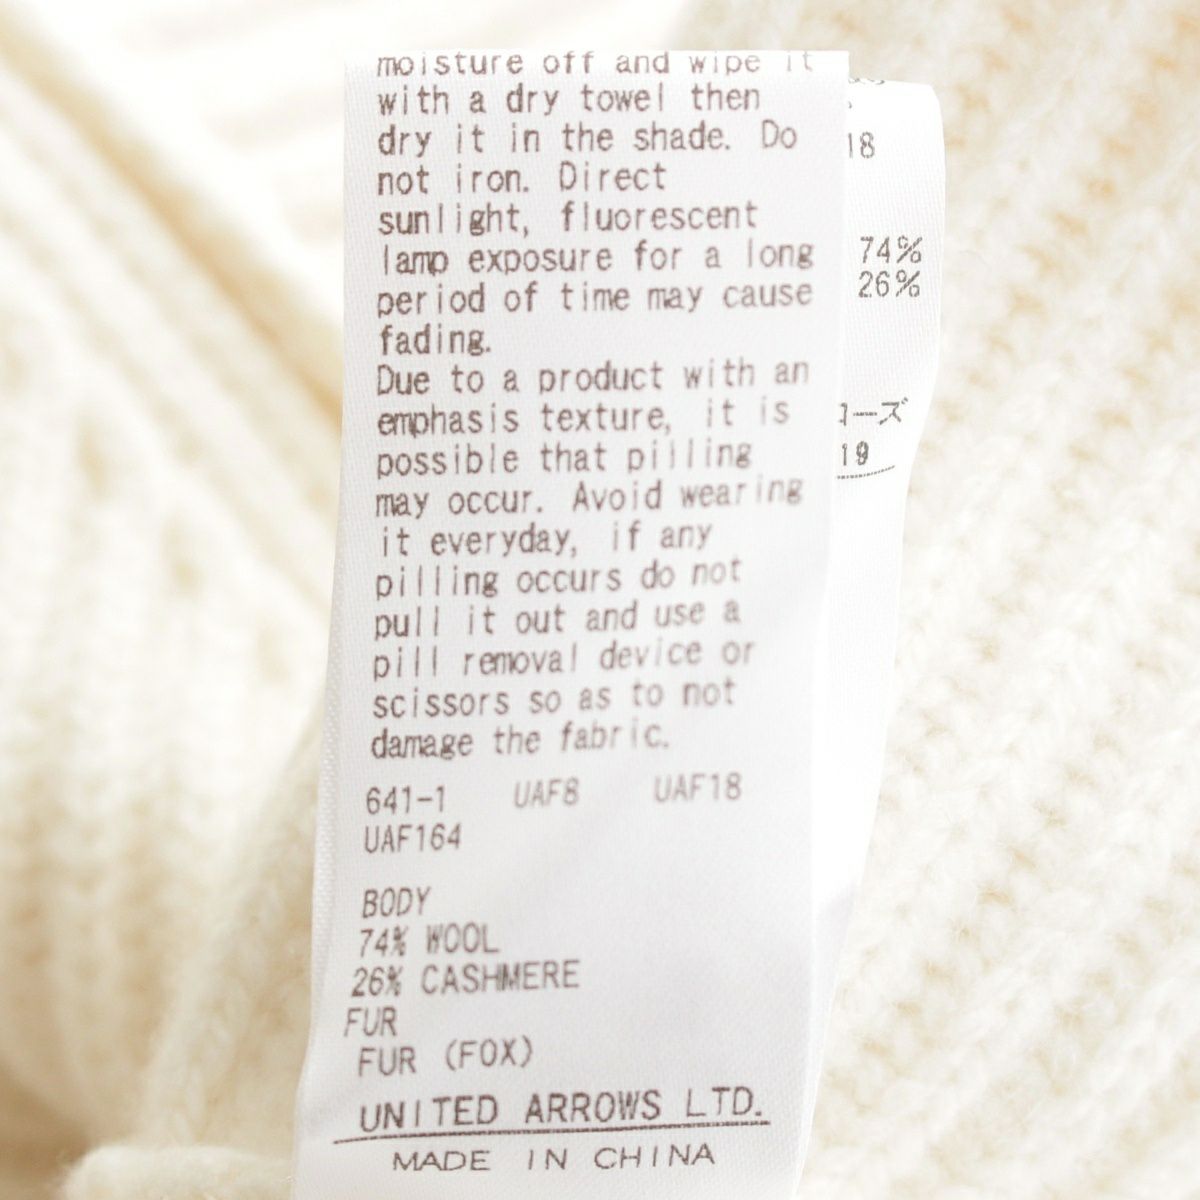 moisture off and wipe it
with a dry towel then
dry it in the shade. Do
not iron. Direct
sunlight, fluorescent
lamp exposure for a long
period of time may cause
fading.
Due to a product with an
emphasis texture, it is
possible that pilling
may occur. Avoid wearing
it everyday, if any
pilling occurs do not
pull it out and use a
pill removal device or
scissors so as to not
damage the fabric.
641-1 UAF8 UAF18
UAF164
BODY
74% WOOL
26% CASHMERE
FUR
FUR (FOX)
UNITED ARROWS LTD.
MADE IN CHINA
18
74%
26%
ローズ
19